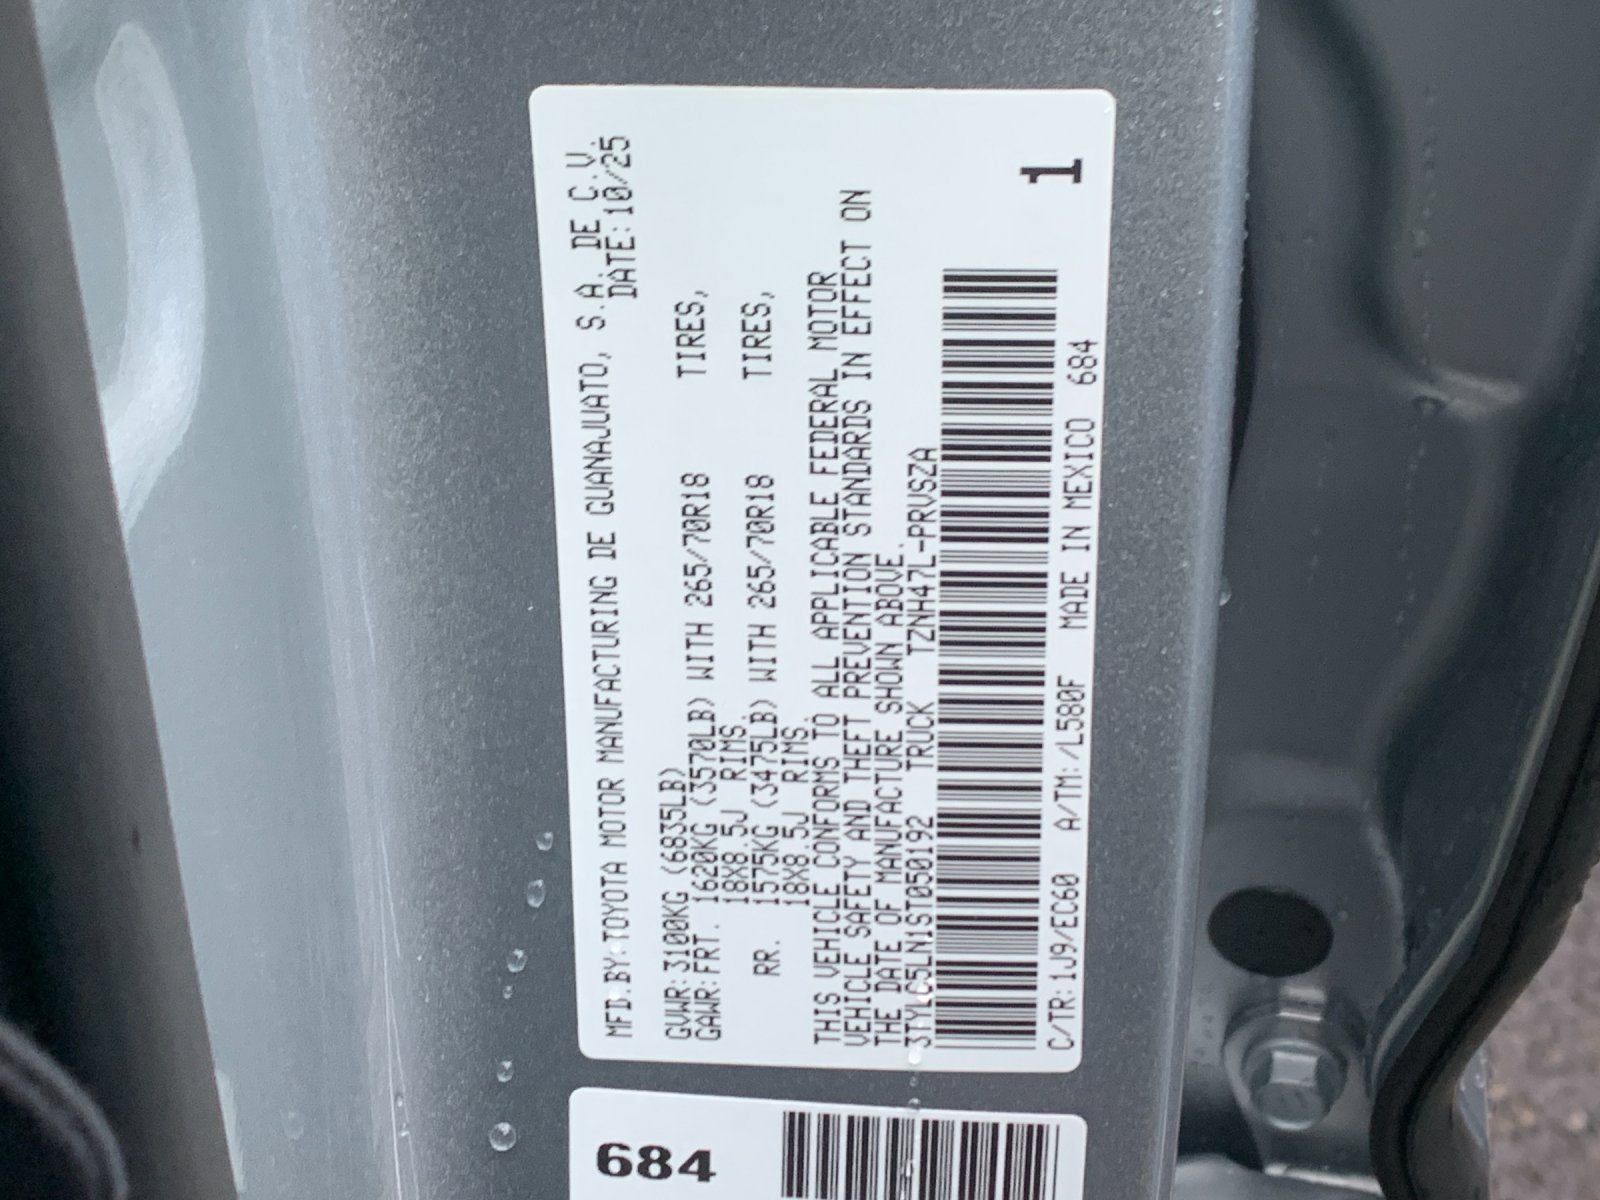 MFD.BY:TOYOTA MOTOR MANUFACTURING DE GUANAJUATO, S.A. DE C.V.
DATE:10/25
GVWR:3100KG (6835LB)
GAWR:FRT. 1620KG (3570LB) WITH 265/70R18 TIRES,
18X8.5J RIMS.
RR. 1575KG (3475LB) WITH 265/70R18 TIRES,
18X8.5J RIMS.
THIS VEHICLE CONFORMS TO ALL APPLICABLE FEDERAL MOTOR
VEHICLE SAFETY AND THEFT PREVENTION STANDARDS IN EFFECT ON
THE DATE OF MANUFACTURE SHOWN ABOVE.
3TYLC5LN1ST050192 TRUCK TZNH47L-PRVSZA
1
C/TR:1J9/EC60 A/TM:/L580F MADE IN MEXICO 684
684